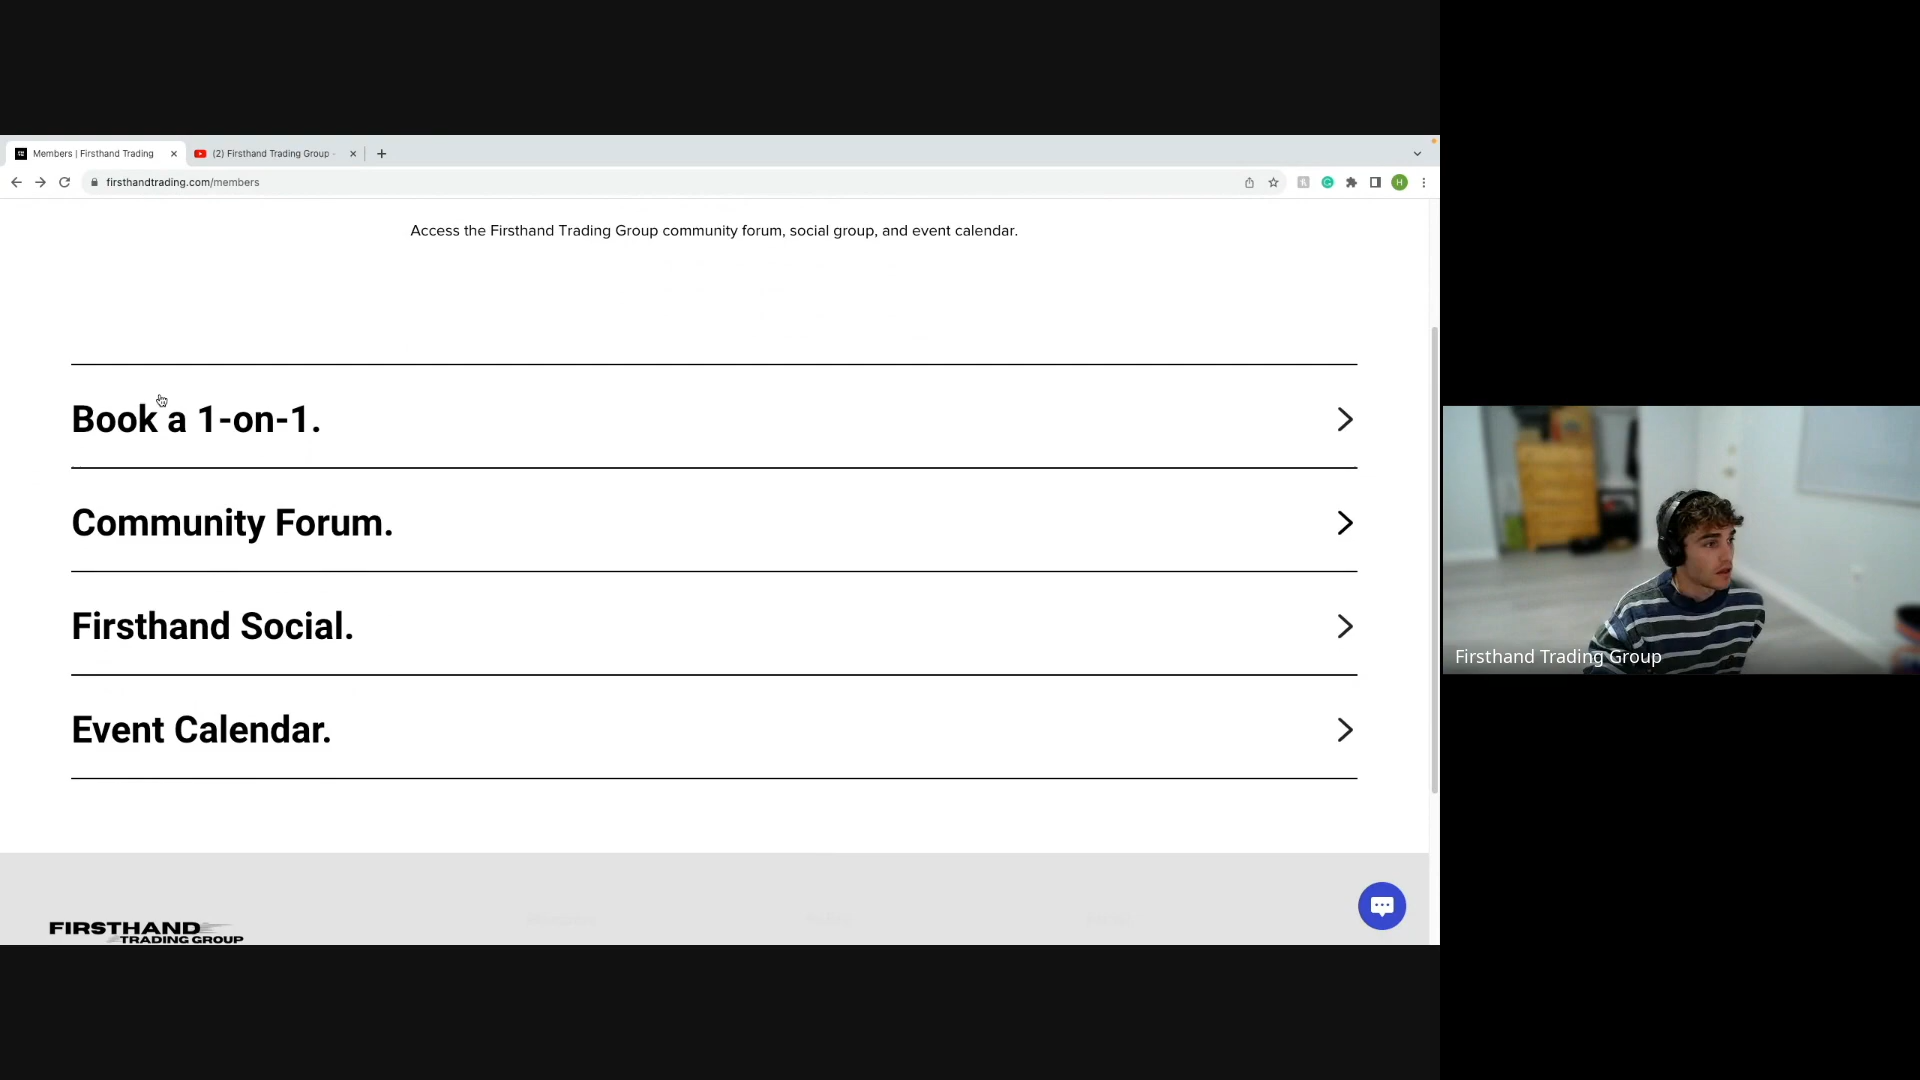 Members | Firsthand Trading
(2) Firsthand Trading Group -
firsthandtrading.com/members
H
Access the Firsthand Trading Group community forum, social group, and event calendar.
Book a 1-on-1.
Community Forum.
Firsthand Social.
Event Calendar.
FIRSTHAND
TRADING GROUP
Firsthand Trading Group